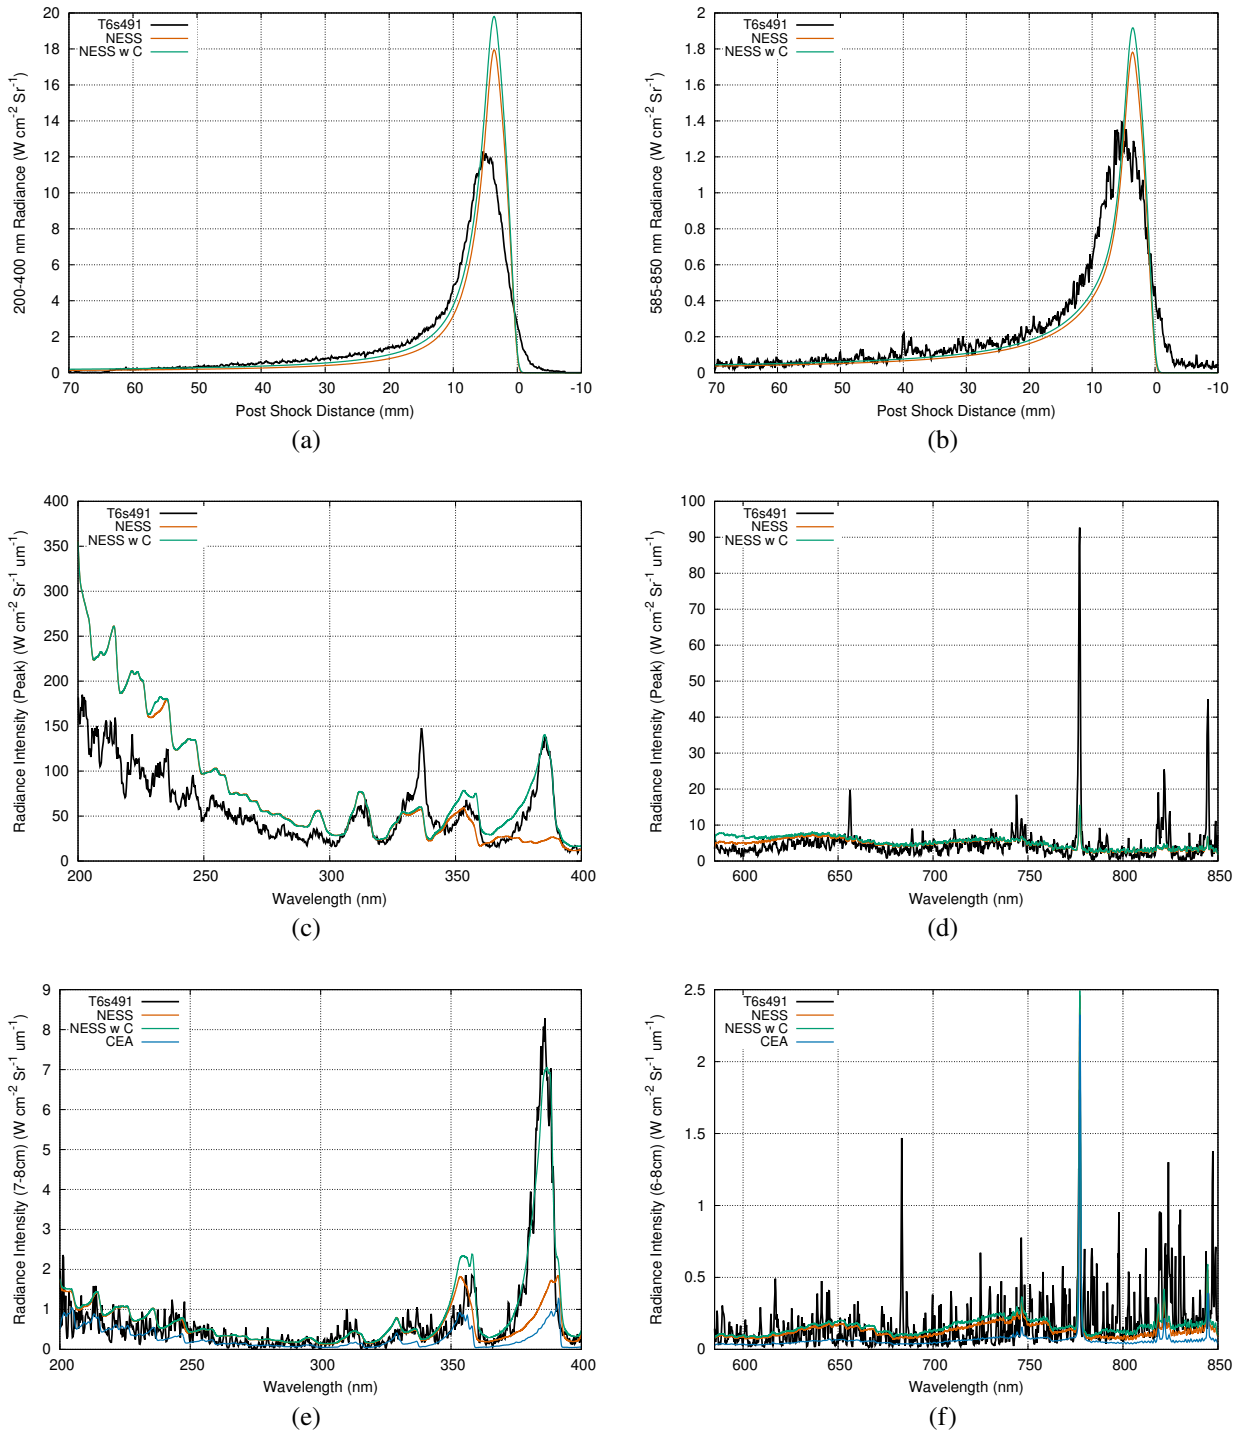 20
18
16
14
12
10
8
6
4
2
0
200-400 nm Radiance (W cm-2 Sr-1)
T6s491
NESS
NESS w C
70 60 50 40 30 20 10 0 -10
Post Shock Distance (mm)
(a)
2
1.8
1.6
1.4
1.2
1
0.8
0.6
0.4
0.2
0
585-850 nm Radiance (W cm-2 Sr-1)
T6s491
NESS
NESS w C
70 60 50 40 30 20 10 0 -10
Post Shock Distance (mm)
(b)
400
350
300
250
200
150
100
50
0
Radiance Intensity (Peak) (W cm-2 Sr-1 um-1)
T6s491
NESS
NESS w C
200 250 300 350 400
Wavelength (nm)
(c)
100
90
80
70
60
50
40
30
20
10
0
Radiance Intensity (Peak) (W cm-2 Sr-1 um-1)
T6s491
NESS
NESS w C
600 650 700 750 800 850
Wavelength (nm)
(d)
9
8
7
6
5
4
3
2
1
0
Radiance Intensity (7-8cm) (W cm-2 Sr-1 um-1)
T6s491
NESS
NESS w C
CEA
200 250 300 350 400
Wavelength (nm)
(e)
2.5
2
1.5
1
0.5
0
Radiance Intensity (6-8cm) (W cm-2 Sr-1 um-1)
T6s491
NESS
NESS w C
CEA
600 650 700 750 800 850
Wavelength (nm)
(f)